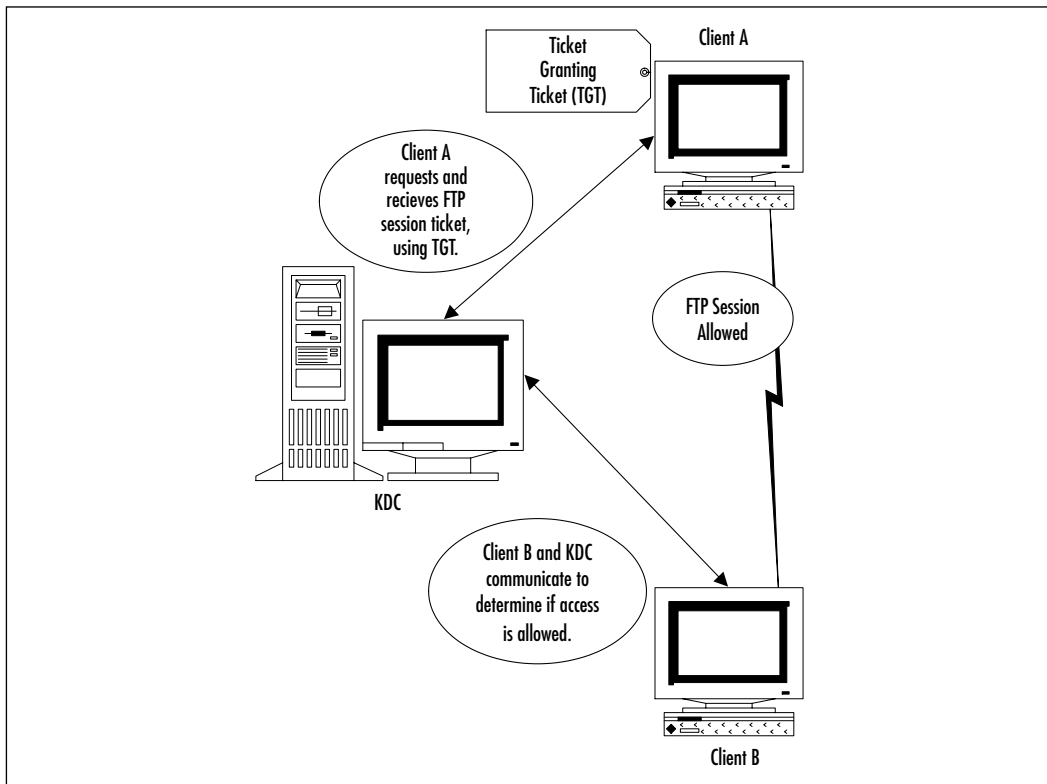 Ticket
Granting
Ticket (TGT)
Client A
Client A
requests and
recieves FTP
session ticket,
using TGT.
FTP Session
Allowed
KDC
Client B and KDC
communicate to
determine if access
is allowed.
Client B